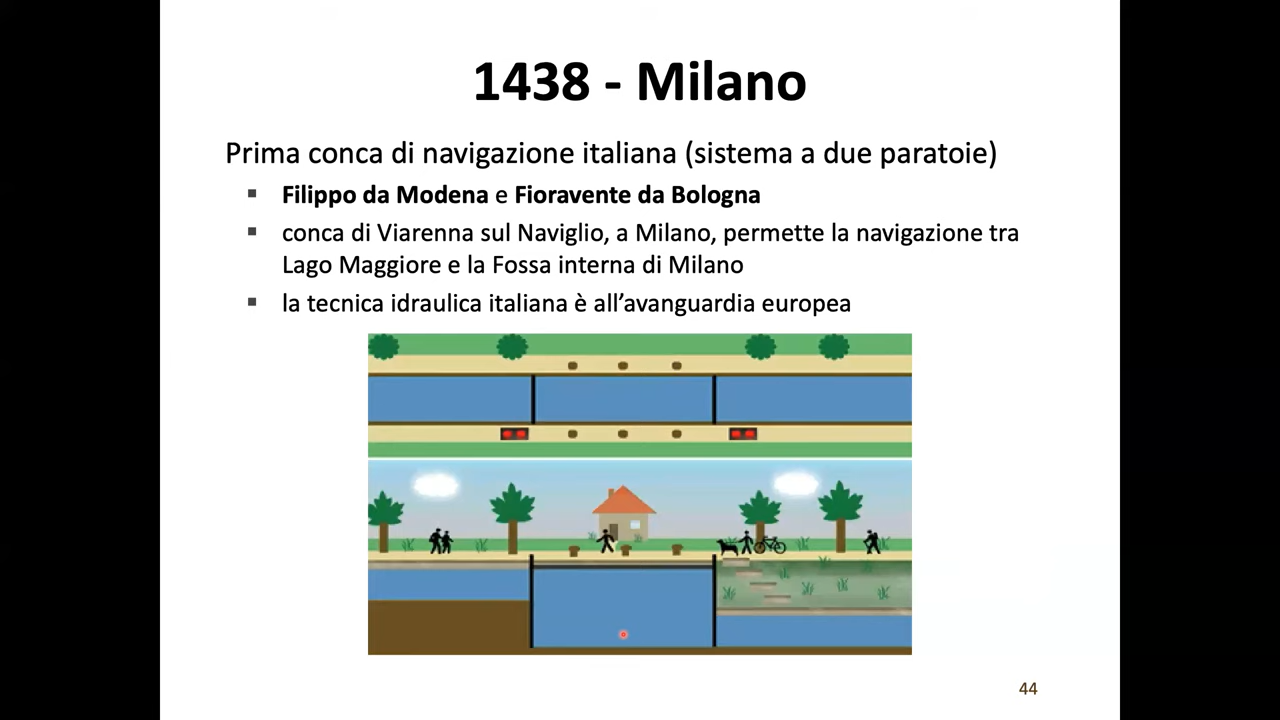 1438 - Milano
Prima conca di navigazione italiana (sistema a due paratoie)
▪ Filippo da Modena e Fioravente da Bologna
▪ conca di Viarenna sul Naviglio, a Milano, permette la navigazione tra
Lago Maggiore e la Fossa interna di Milano
▪ la tecnica idraulica italiana è all’avanguardia europea
44